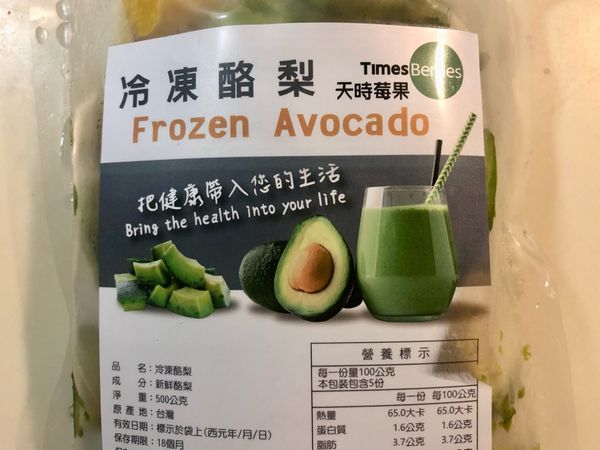 TimesBerries
冷凍酪梨 天時莓果
Frozen Avocado
把健康帶入您的生活
Bring the health into your life
品 名：冷凍酪梨
成 分：新鮮酪梨
淨 重：500公克
原 產 地：台灣
有效日期：標示於袋上(西元年/月/日)
保存期限：18個月
營養標示
每一份量100公克
本包裝包含5份
每一份 每100公克
熱量 65.0大卡 65.0大卡
蛋白質 1.6公克 1.6公克
脂肪 3.7公克 3.7公克